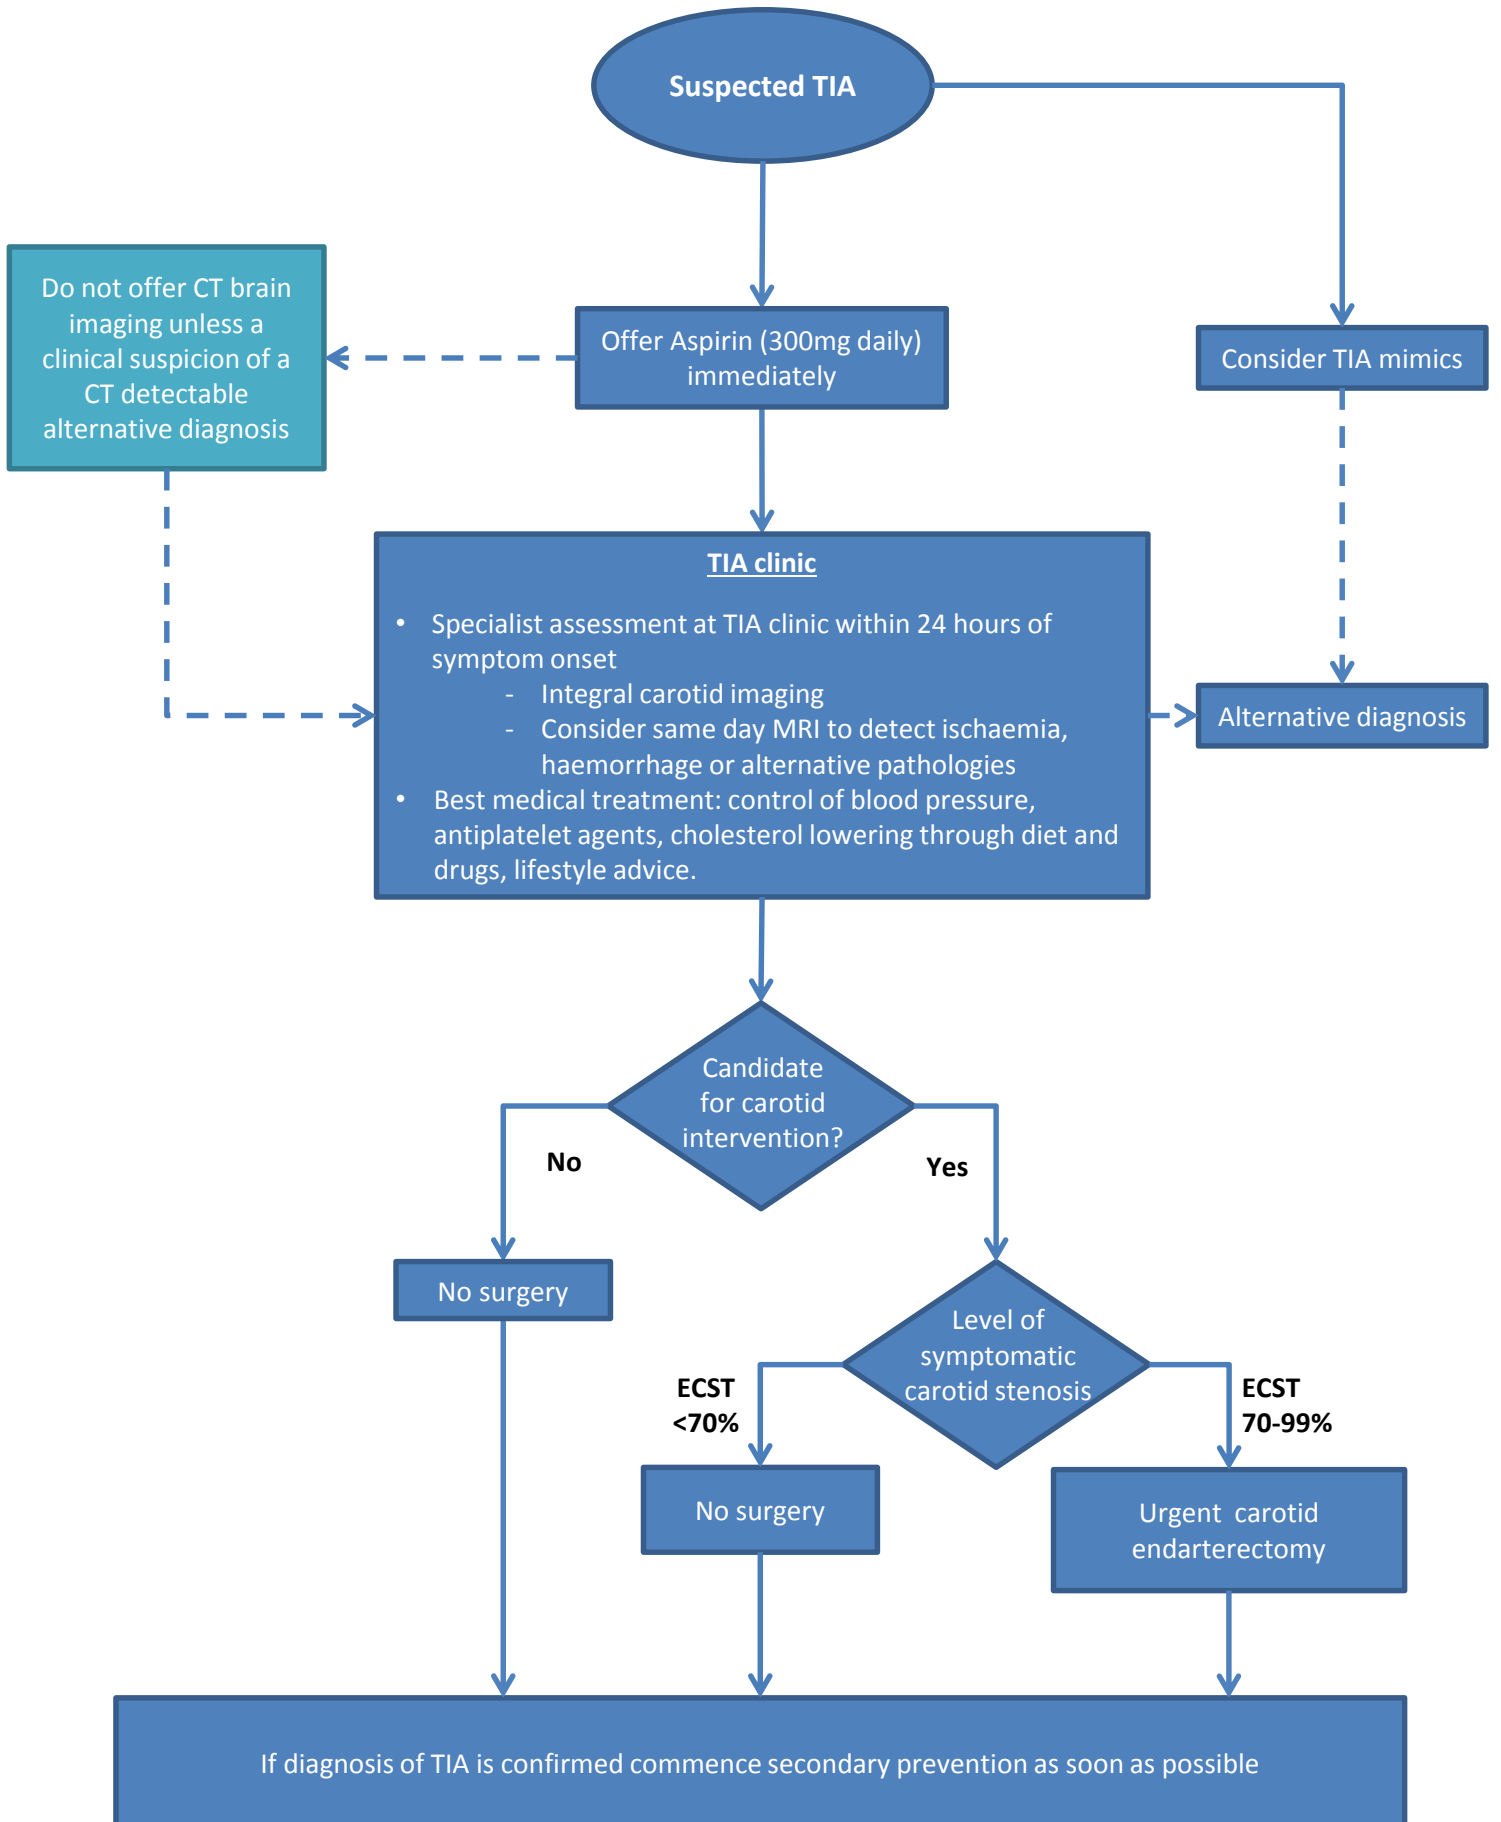 Suspected TIA
Do not offer CT brain
imaging unless a
clinical suspicion of a
CT detectable
alternative diagnosis
Offer Aspirin (300mg daily)
immediately
Consider TIA mimics
TIA clinic
• Specialist assessment at TIA clinic within 24 hours of
symptom onset
- Integral carotid imaging
- Consider same day MRI to detect ischaemia,
haemorrhage or alternative pathologies
• Best medical treatment: control of blood pressure,
antiplatelet agents, cholesterol lowering through diet and
drugs, lifestyle advice.
Alternative diagnosis
Candidate
for carotid
intervention?
No
Yes
No surgery
Level of
symptomatic
carotid stenosis
ECST
<70%
ECST
70-99%
No surgery
Urgent carotid
endarterectomy
If diagnosis of TIA is confirmed commence secondary prevention as soon as possible